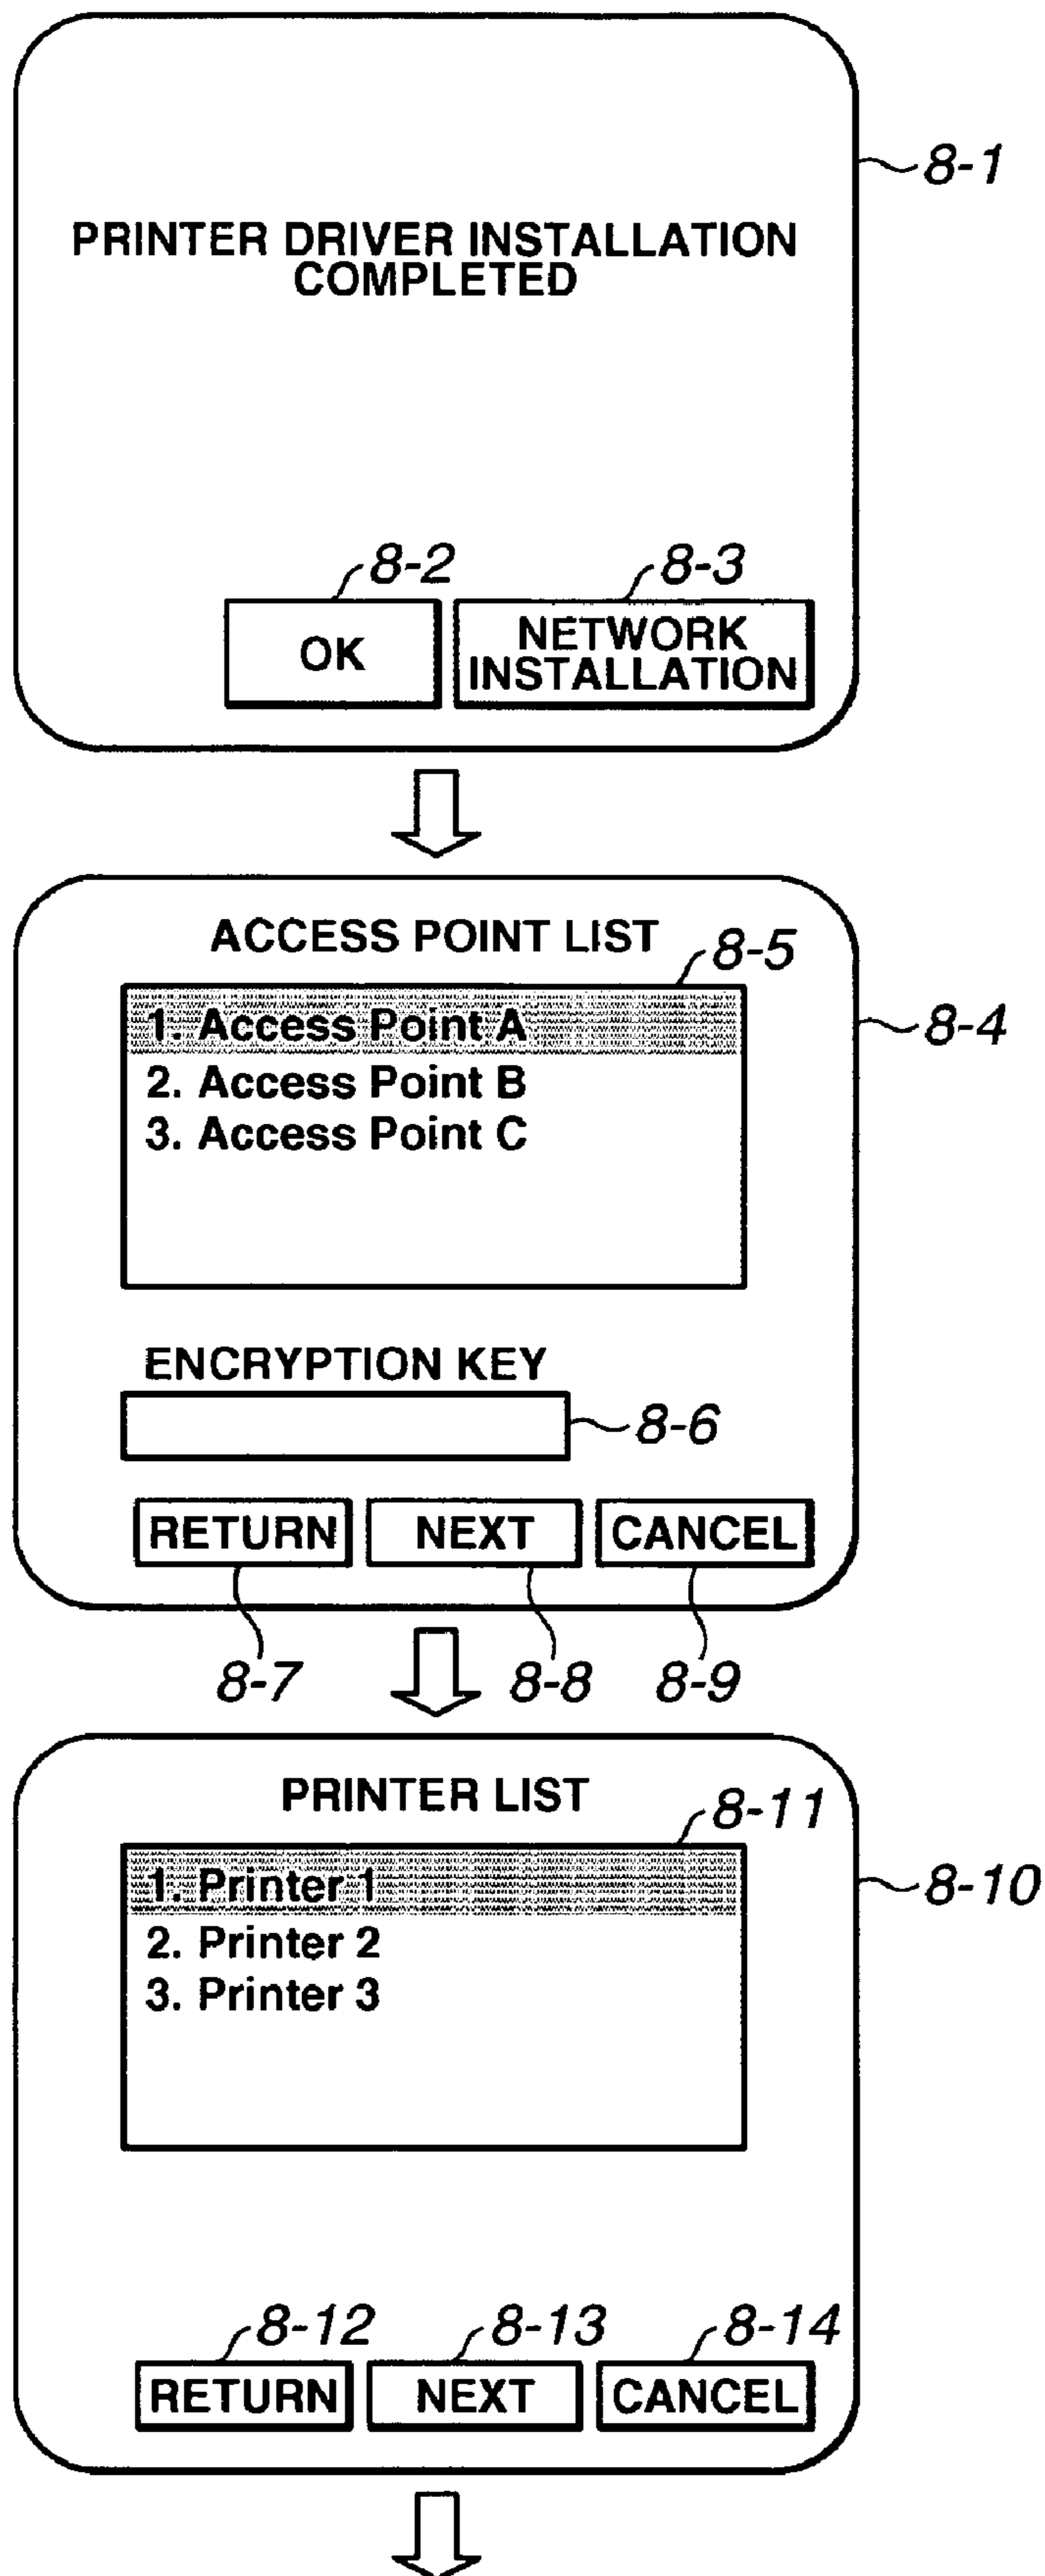 8-1
PRINTER DRIVER INSTALLATION
COMPLETED
8-2
8-3
OK
NETWORK
INSTALLATION
ACCESS POINT LIST
8-5
8-4
1. Access Point A
2. Access Point B
3. Access Point C
ENCRYPTION KEY
8-6
RETURN
NEXT
CANCEL
8-7
8-8
8-9
PRINTER LIST
8-11
8-10
1. Printer 1
2. Printer 2
3. Printer 3
8-12
8-13
8-14
RETURN
NEXT
CANCEL